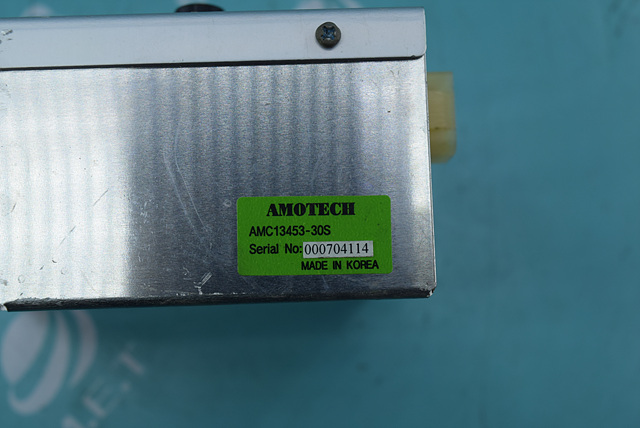 AMOTECH
AMC13453-30S
Serial No: 000704114
MADE IN KOREA